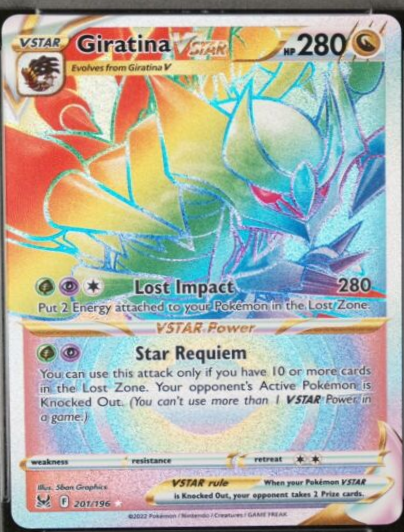 VSTAR Giratina VSTAR HP 280
Evolves from Giratina V
Lost Impact 280
Put 2 Energy attached to your Pokémon in the Lost Zone.
VSTAR Power
Star Requiem
You can use this attack only if you have 10 or more cards
in the Lost Zone. Your opponent's Active Pokémon is
Knocked Out. (You can't use more than 1 VSTAR Power in
a game.)
weakness resistance retreat
Illus. 5ban Graphics
VSTAR rule When your Pokémon VSTAR
is Knocked Out, your opponent takes 2 Prize cards.
F 201/196
©2022 Pokémon / Nintendo / Creatures / GAME FREAK